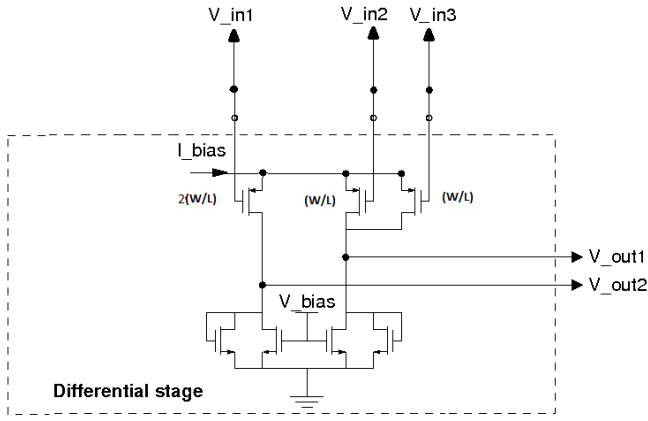 V_in1
V_in2
V_in3
I_bias
2(W/L)
(W/L)
(W/L)
V_out1
V_out2
V_bias
Differential stage